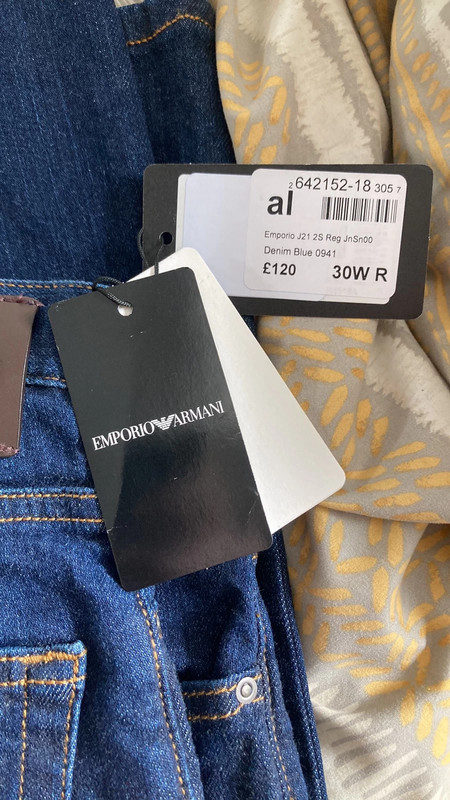 2 642152-18 305 7
al
Emporio J21 2S Reg JnSn00
Denim Blue 0941
£120 30W R
EMPORIO ARMANI